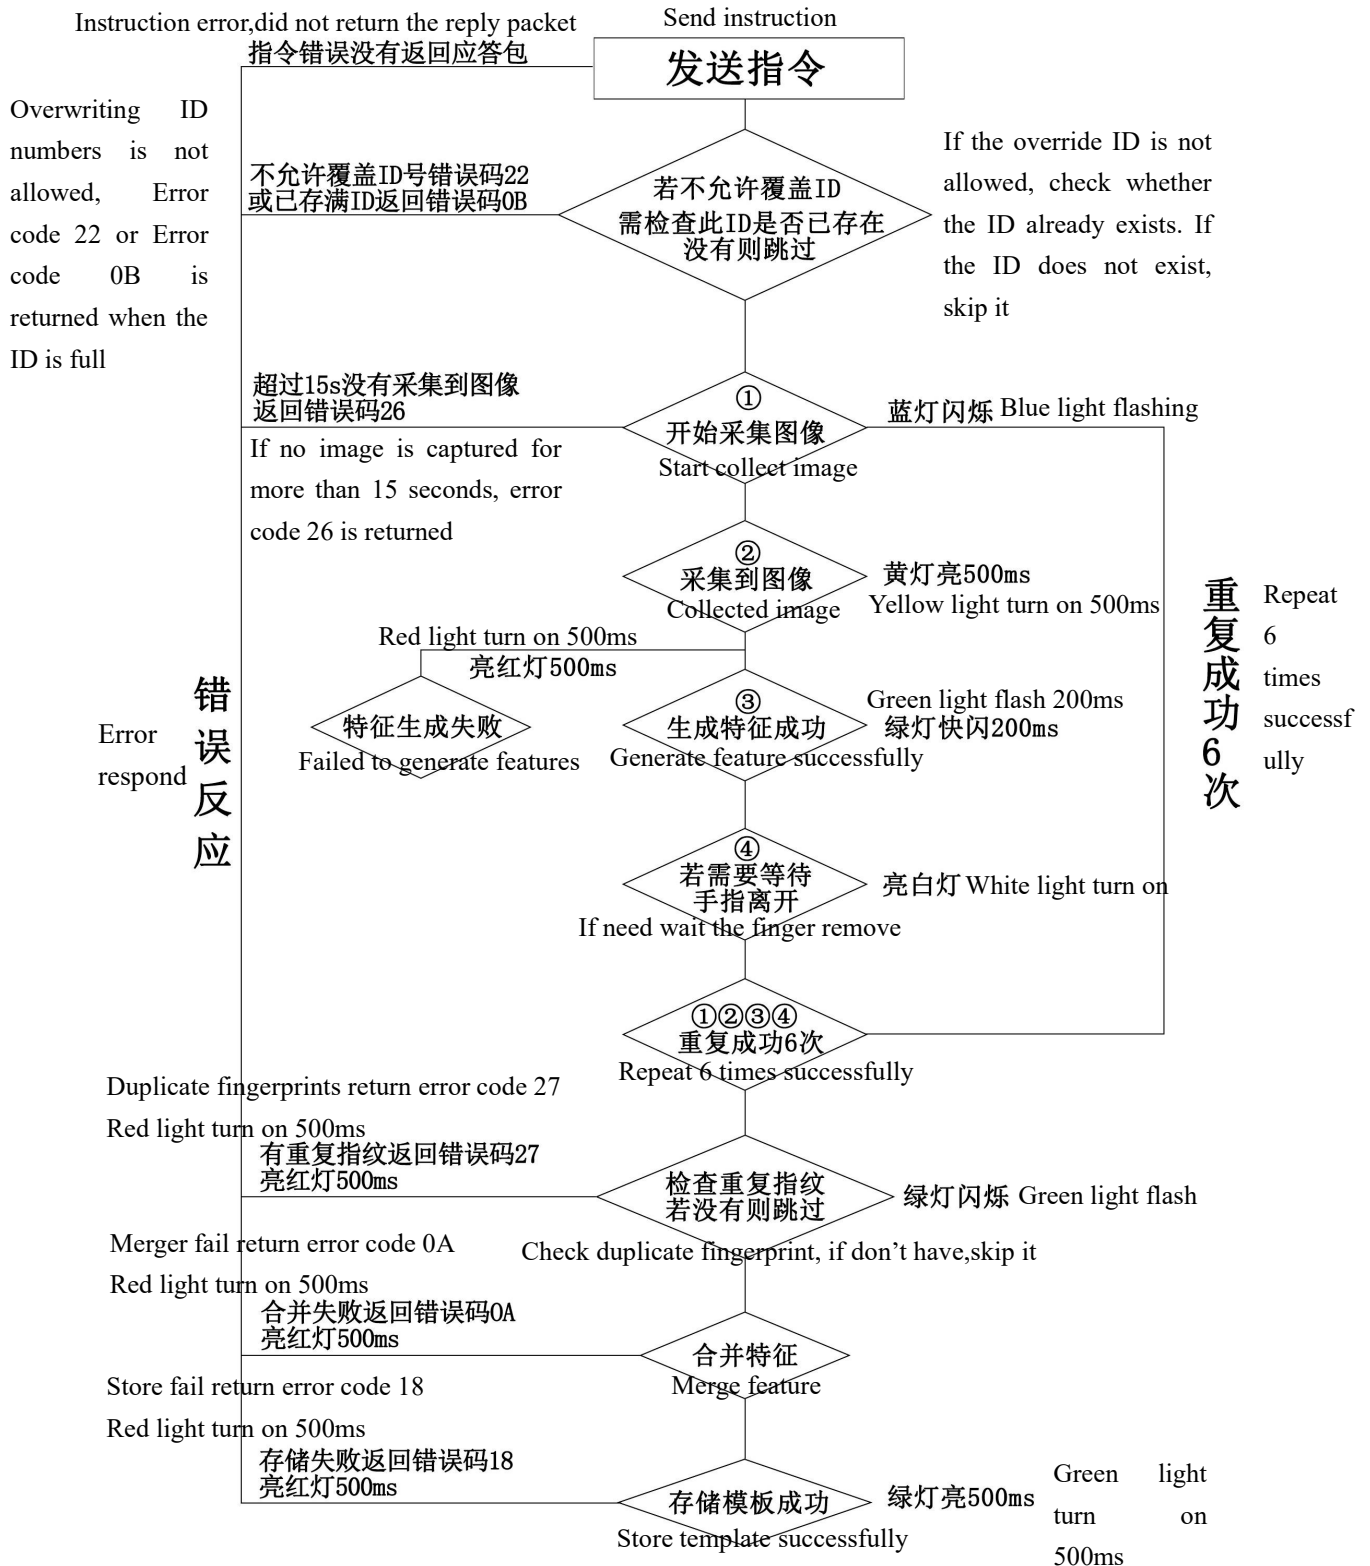 Instruction error,did not return the reply packet
Send instruction
指令错误没有返回应答包
发送指令
Overwriting ID
numbers is not
allowed, Error
code 22 or Error
code 0B is
returned when the
ID is full
不允许覆盖ID号错误码22
或已存满ID返回错误码0B
若不允许覆盖ID
需检查此ID是否已存在
没有则跳过
If the override ID is not
allowed, check whether
the ID already exists. If
the ID does not exist,
skip it
超过15s没有采集到图像
返回错误码26
If no image is captured for
more than 15 seconds, error
code 26 is returned
①
开始采集图像
Start collect image
蓝灯闪烁 Blue light flashing
②
采集到图像
Collected image
黄灯亮500ms
Yellow light turn on 500ms
Red light turn on 500ms
亮红灯500ms
特征生成失败
Failed to generate features
③
生成特征成功
Generate feature successfully
Green light flash 200ms
绿灯快闪200ms
重复成功6次
Repeat
6
times
successf
ully
Error
respond
错误反应
④
若需要等待
手指离开
If need wait the finger remove
亮白灯 White light turn on
①②③④
重复成功6次
Repeat 6 times successfully
Duplicate fingerprints return error code 27
Red light turn on 500ms
有重复指纹返回错误码27
亮红灯500ms
检查重复指纹
若没有则跳过
Check duplicate fingerprint, if don’t have,skip it
绿灯闪烁 Green light flash
Merger fail return error code 0A
Red light turn on 500ms
合并失败返回错误码0A
亮红灯500ms
合并特征
Merge feature
Store fail return error code 18
Red light turn on 500ms
存储失败返回错误码18
亮红灯500ms
存储模板成功
Store template successfully
绿灯亮500ms
Green light
turn on
500ms